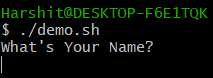 Harshit@DESKTOP-F6E1TQK
$ ./demo.sh
What's Your Name?